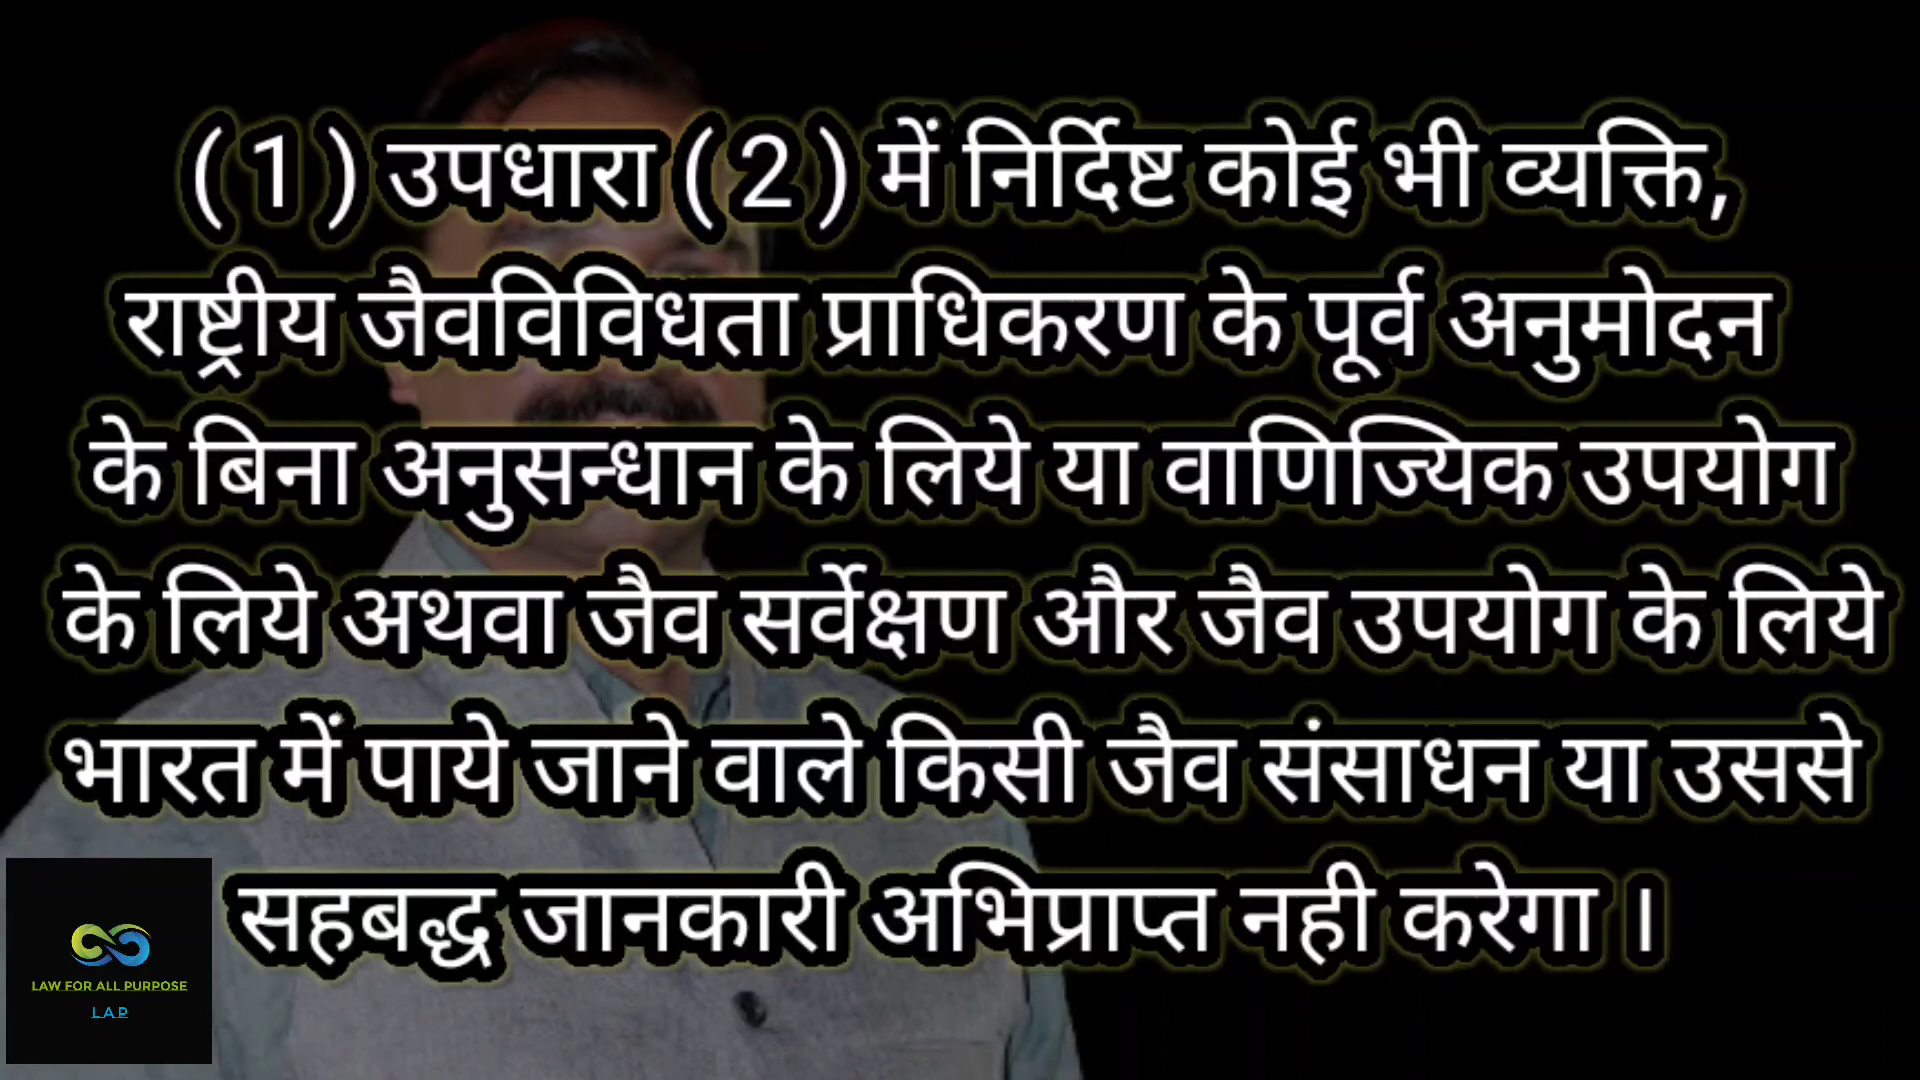 ( 1 ) उपधारा ( 2 ) में निर्दिष्ट कोई भी व्यक्ति,
राष्ट्रीय जैवविविधता प्राधिकरण के पूर्व अनुमोदन
के बिना अनुसन्धान के लिये या वाणिज्यिक उपयोग
के लिये अथवा जैव सर्वेक्षण और जैव उपयोग के लिये
भारत में पाये जाने वाले किसी जैव संसाधन या उससे
सहबद्ध जानकारी अभिप्राप्त नही करेगा ।
LAW FOR ALL PURPOSE
L.A.P